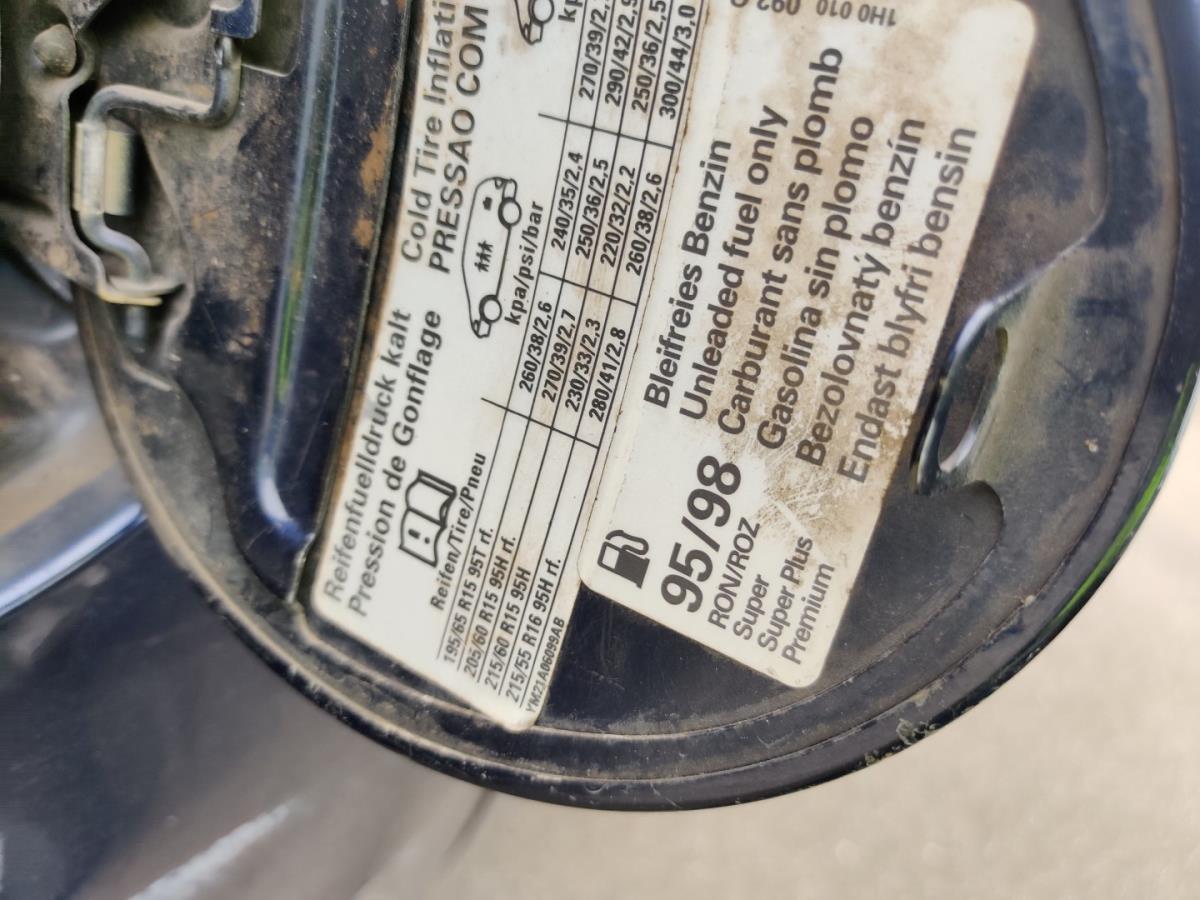 Reifenfuelldruck kalt
Cold Tire Inflati
Pression de Gonflage
PRESSAO COM
kpa/psi/bar
Reifen/Tire/Pneu
195/65 R15 95T rf. 260/38/2.6 240/35/2.4 270/39/2.
205/60 R15 95H rf. 270/39/2.7 250/36/2.5 290/42/2.9
215/60 R15 95H 230/33/2.3 220/32/2.2 250/36/2.5
215/55 R16 95H rf. 280/41/2.8 260/38/2.6 300/44/3.0
YM21A06099AB
95/98
RON/ROZ
Super
Super Plus
Premium
Bleifreies Benzin
Unleaded fuel only
Carburant sans plomb
Gasolina sin plomo
Bezolovnatý benzín
Endast blyfri bensin
1H0 010 092